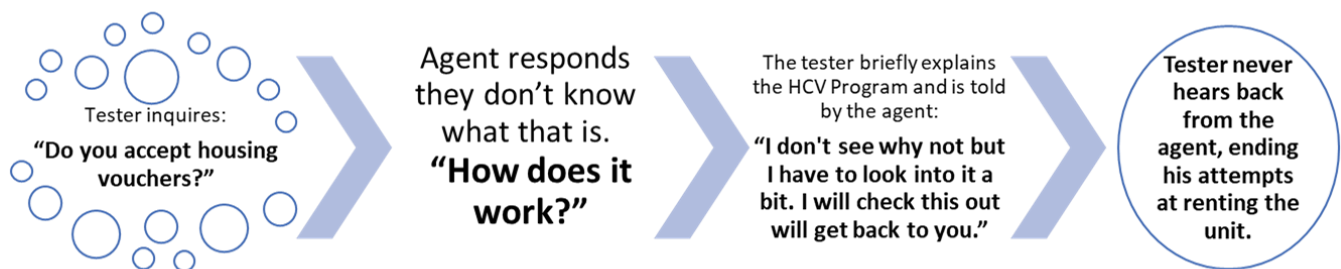 Tester inquires:
“Do you accept housing
vouchers?”
Agent responds
they don’t know
what that is.
“How does it
work?”
The tester briefly explains
the HCV Program and is told
by the agent:
“I don't see why not but
I have to look into it a
bit. I will check this out
will get back to you.”
Tester never
hears back
from the
agent, ending
his attempts
at renting the
unit.